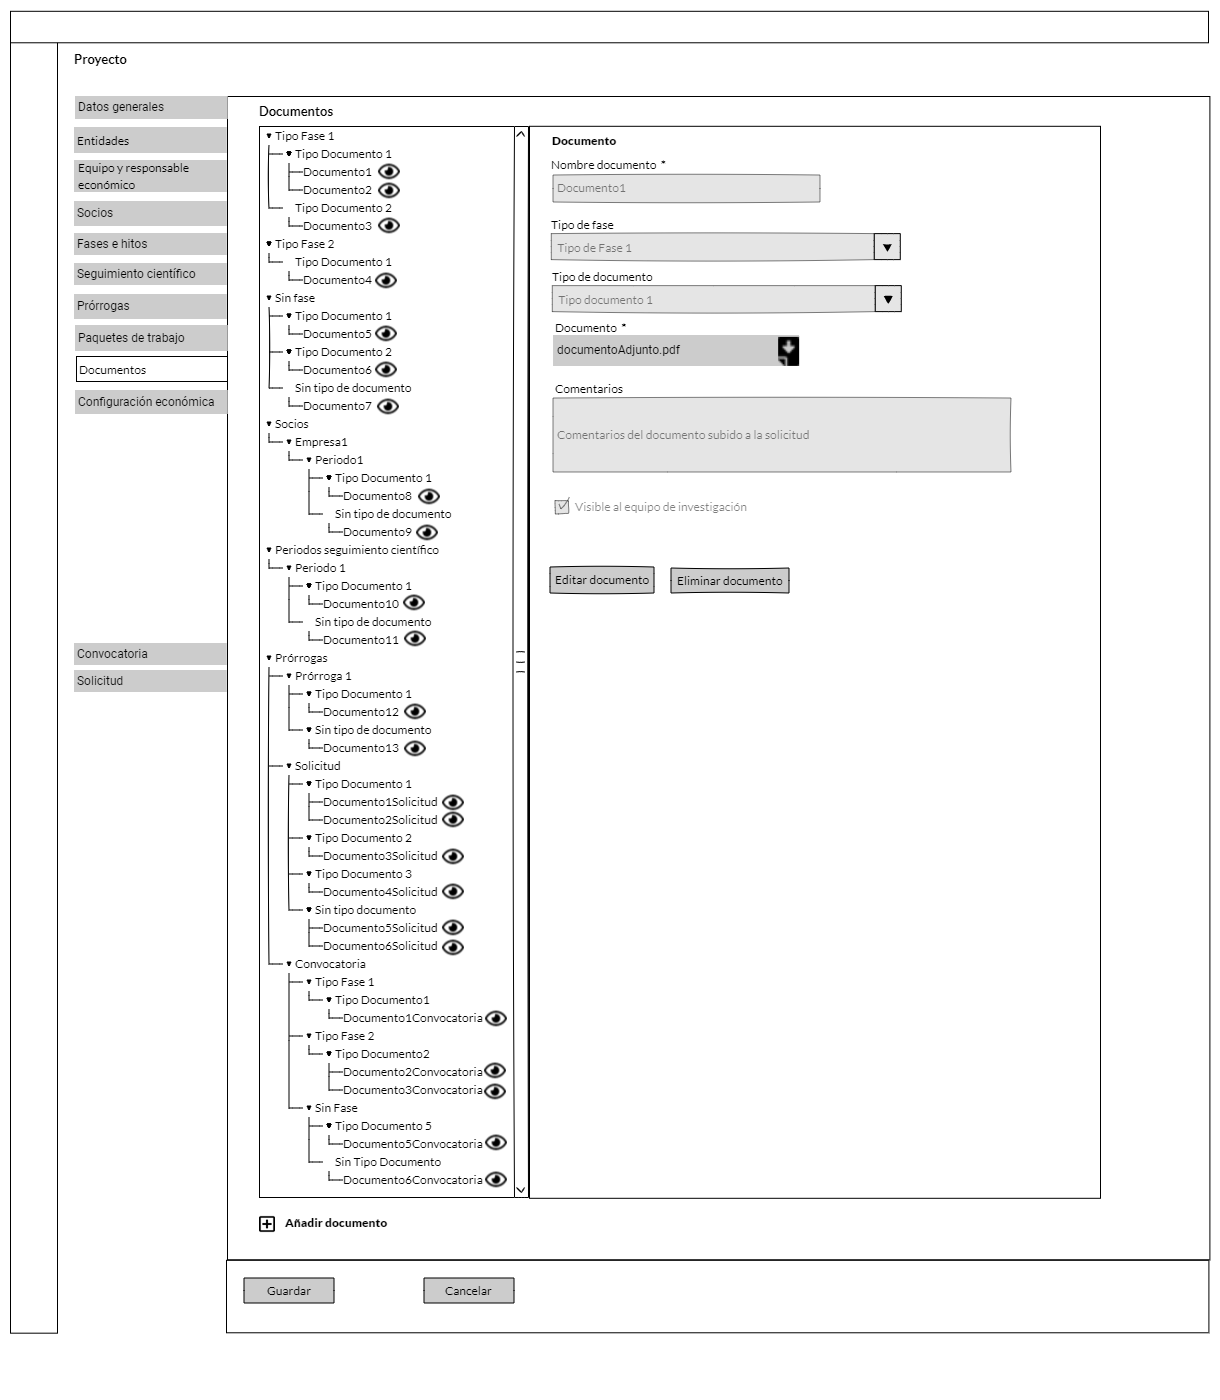 Proyecto
Datos generales
Entidades
Equipo y responsable
económico
Socios
Fases e hitos
Seguimiento científico
Prórrogas
Paquetes de trabajo
Documentos
Configuración económica
Convocatoria
Solicitud
Documentos
Tipo Fase 1
Tipo Documento 1
Documento1
Documento2
Tipo Documento 2
Documento3
Tipo Fase 2
Tipo Documento 1
Documento4
Sin fase
Tipo Documento 1
Documento5
Tipo Documento 2
Documento6
Sin tipo de documento
Documento7
Socios
Empresa1
Periodo1
Tipo Documento 1
Documento8
Sin tipo de documento
Documento9
Periodos seguimiento científico
Periodo 1
Tipo Documento 1
Documento10
Sin tipo de documento
Documento11
Prórrogas
Prórroga 1
Tipo Documento 1
Documento12
Sin tipo de documento
Documento13
Solicitud
Tipo Documento 1
Documento1Solicitud
Documento2Solicitud
Tipo Documento 2
Documento3Solicitud
Tipo Documento 3
Documento4Solicitud
Sin tipo documento
Documento5Solicitud
Documento6Solicitud
Convocatoria
Tipo Fase 1
Tipo Documento1
Documento1Convocatoria
Tipo Fase 2
Tipo Documento2
Documento2Convocatoria
Documento3Convocatoria
Sin Fase
Tipo Documento 5
Documento5Convocatoria
Sin Tipo Documento
Documento6Convocatoria
Documento
Nombre documento *
Documento1
Tipo de fase
Tipo de Fase 1
Tipo de documento
Tipo documento 1
Documento *
documentoAdjunto.pdf
Comentarios
Comentarios del documento subido a la solicitud
Visible al equipo de investigación
Editar documento
Eliminar documento
Añadir documento
Guardar
Cancelar